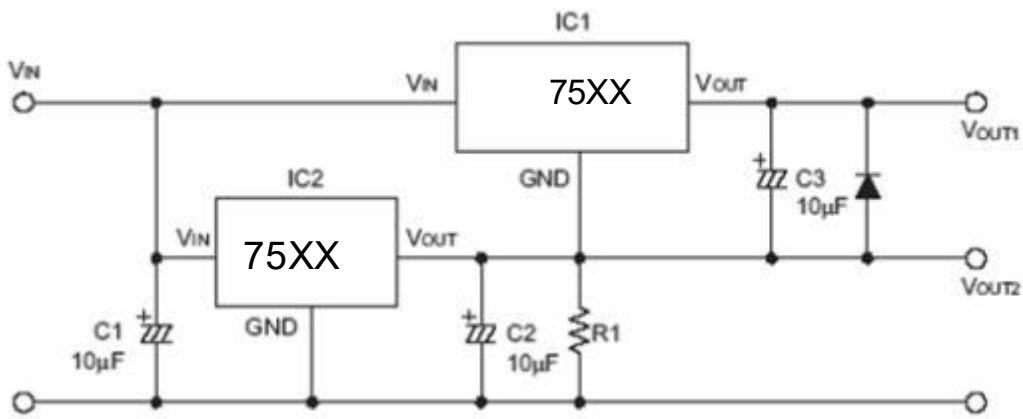 IC1
VIN
VIN
75XX
VOUT
VOUT1
GND
C3
10µF
IC2
VIN
75XX
VOUT
VOUT2
GND
C1
10µF
C2
10µF
R1
+
+
+